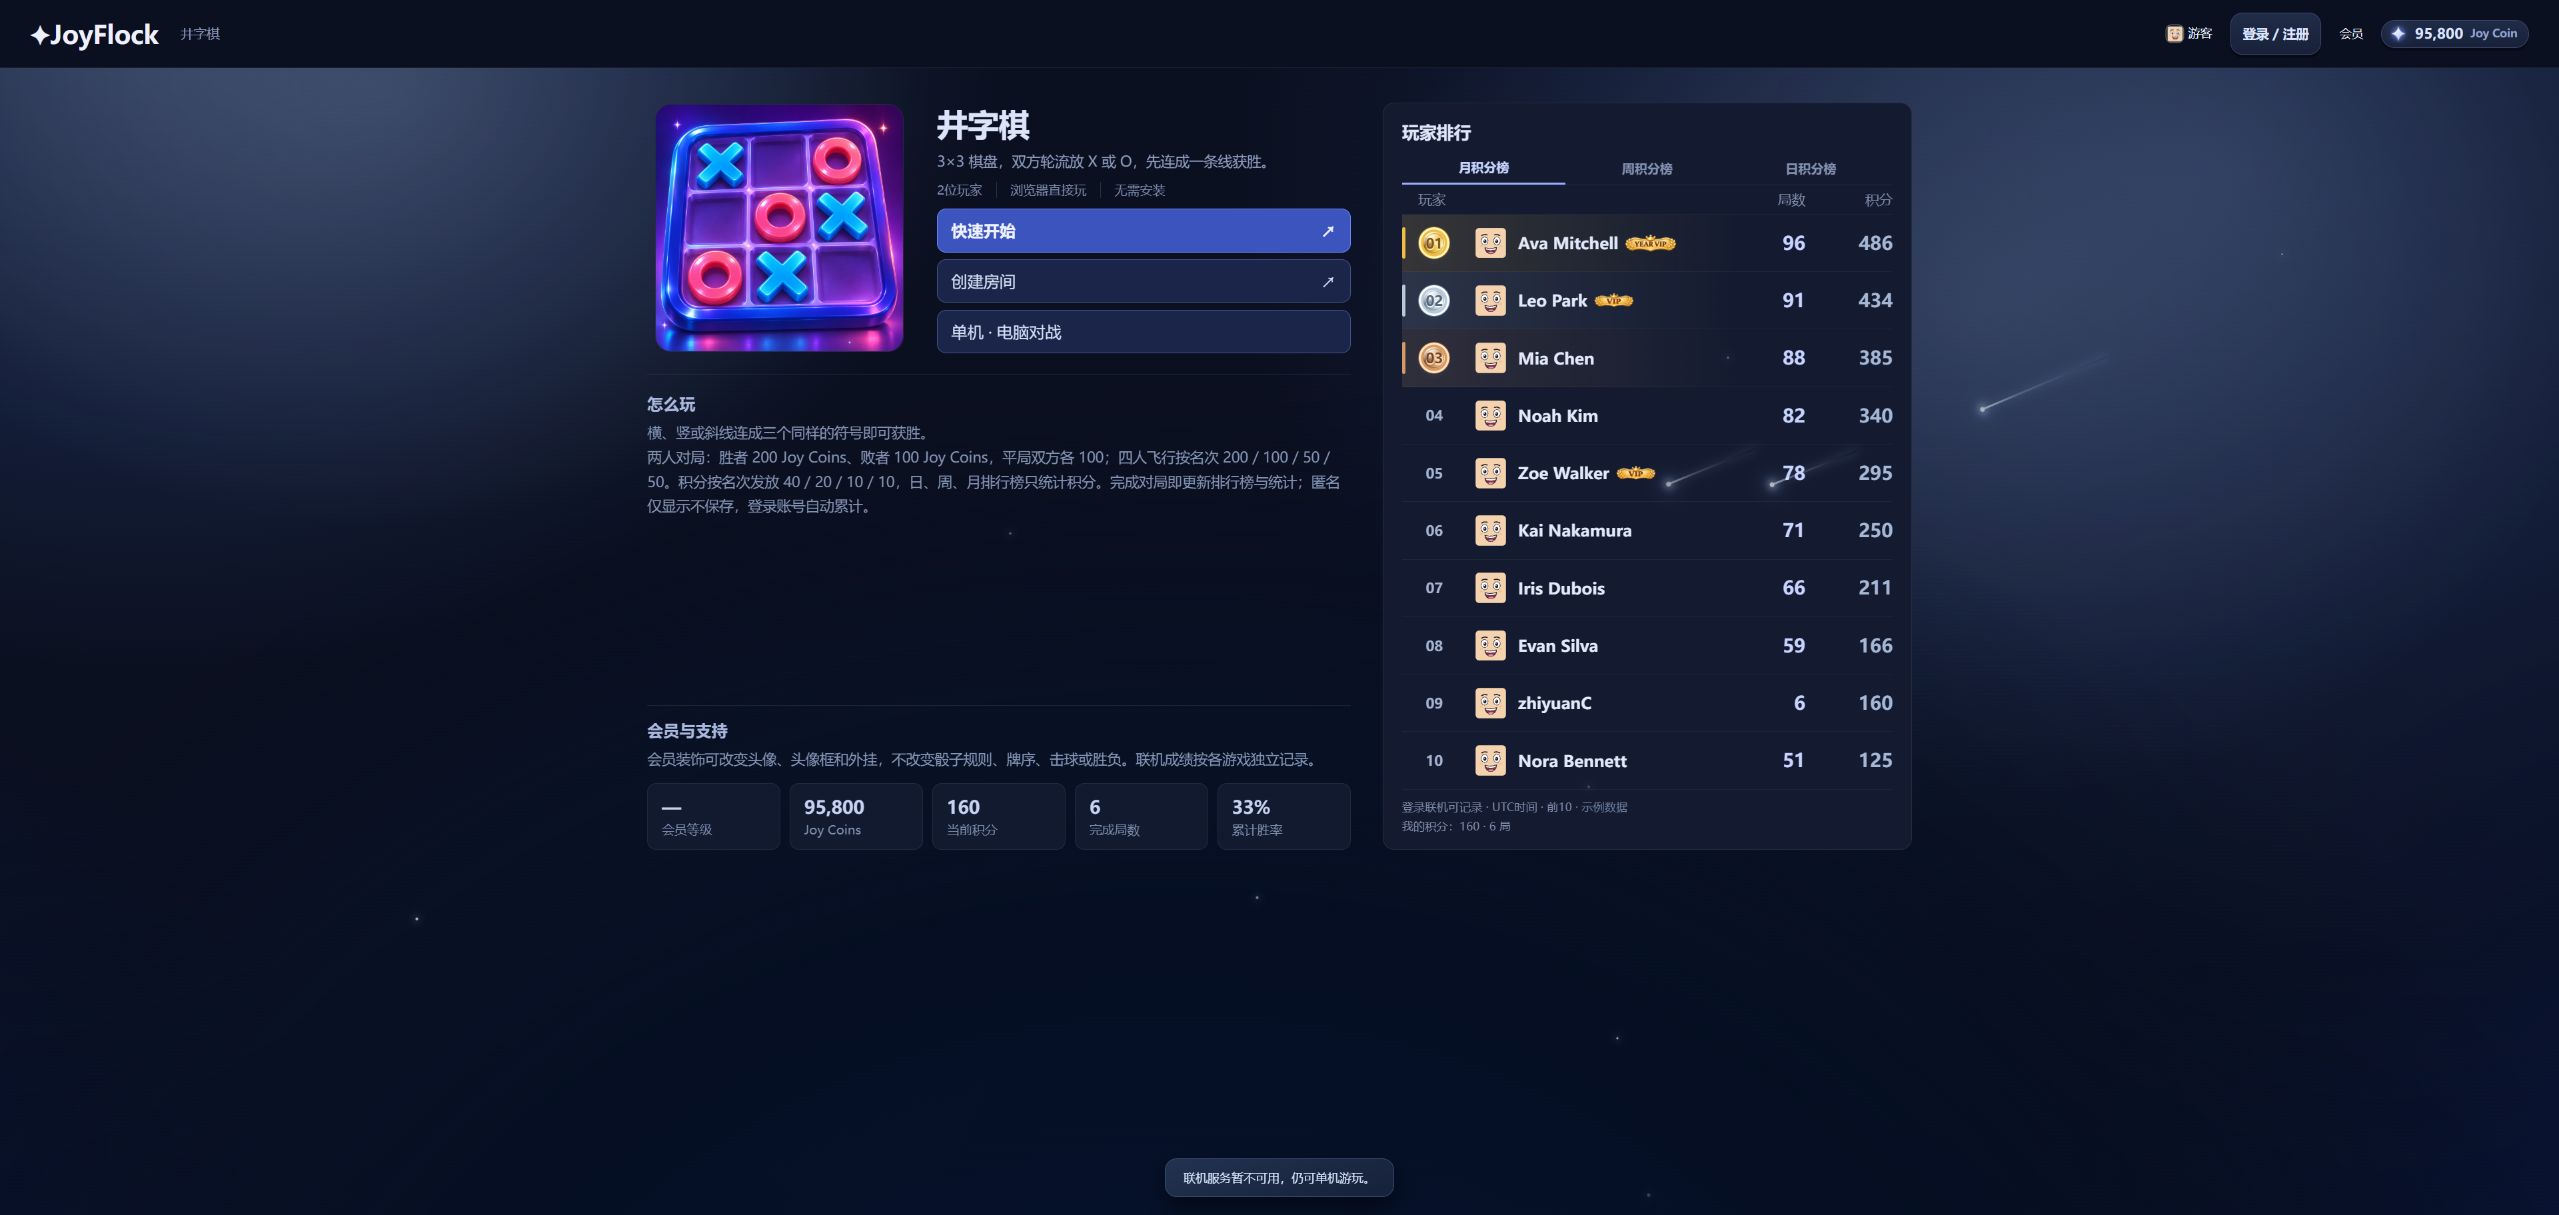 ✦JoyFlock 井字棋
游客 登录 / 注册 会员 95,800 Joy Coin
井字棋
3×3 棋盘，双方轮流放 X 或 O，先连成一条线获胜。
2位玩家 浏览器直接玩 无需安装
快速开始 ↗
创建房间 ↗
单机 · 电脑对战
怎么玩
横、竖或斜线连成三个同样的符号即可获胜。
两人对局：胜者 200 Joy Coins、败者 100 Joy Coins，平局双方各 100；四人飞行按名次 200 / 100 / 50 /
50。积分按名次发放 40 / 20 / 10 / 10，日、周、月排行榜只统计积分。完成对局即更新排行榜与统计；匿名
仅显示不保存，登录账号自动累计。
会员与支持
会员装饰可改变头像、头像框和外挂，不改变骰子规则、牌序、击球或胜负。联机成绩按各游戏独立记录。
— 95,800 160 6 33%
会员等级 Joy Coins 当前积分 完成局数 累计胜率
玩家排行
月积分榜 周积分榜 日积分榜
玩家 局数 积分
01 Ava Mitchell YEAR VIP 96 486
02 Leo Park VIP 91 434
03 Mia Chen 88 385
04 Noah Kim 82 340
05 Zoe Walker VIP 78 295
06 Kai Nakamura 71 250
07 Iris Dubois 66 211
08 Evan Silva 59 166
09 zhiyuanC 6 160
10 Nora Bennett 51 125
登录联机可记录 · UTC时间 · 前10 · 示例数据
我的积分：160 · 6 局
联机服务暂不可用，仍可单机游玩。